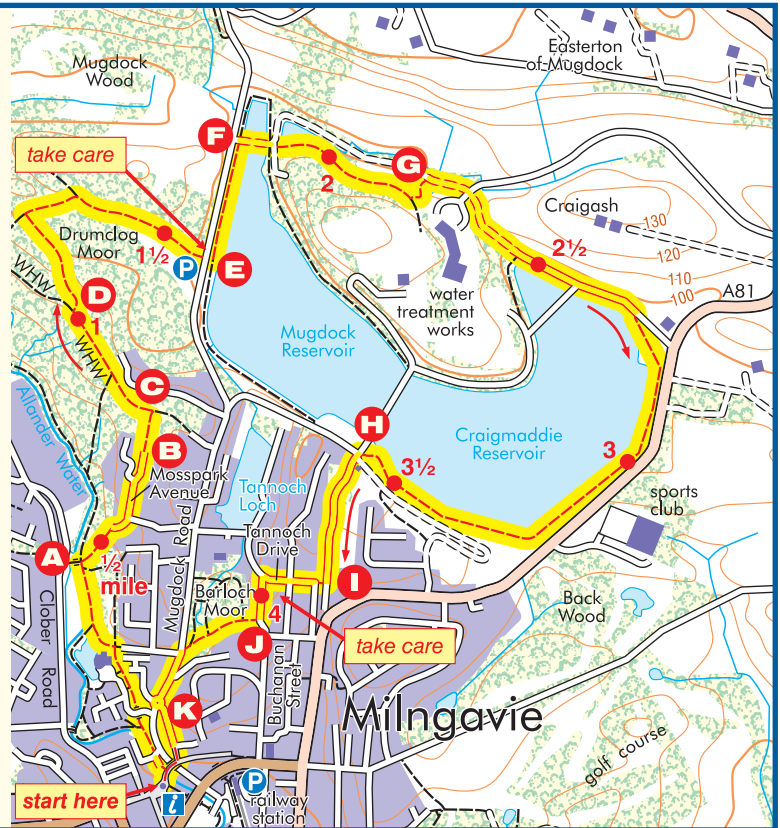 Mugdock
Wood
Easterton
of Mugdock
F
take care
G
2
Craigash
130
120
110
100
Drumclog
Moor
1½
P
E
2½
A81
WHW
D
1
water
treatment
works
Mugdock
Reservoir
WHW
C
Allander Water
H
B
Craigmaddie
Reservoir
3
3½
Mosspark
Avenue
Tannoch
Loch
sports
club
Mugdock Road
Tannoch
Drive
A
½
mile
I
Barloch
Moor
4
Back
Wood
Clober Road
J
take care
Buchanan
Street
K
Milngavie
golf course
start here
i
P
railway
station